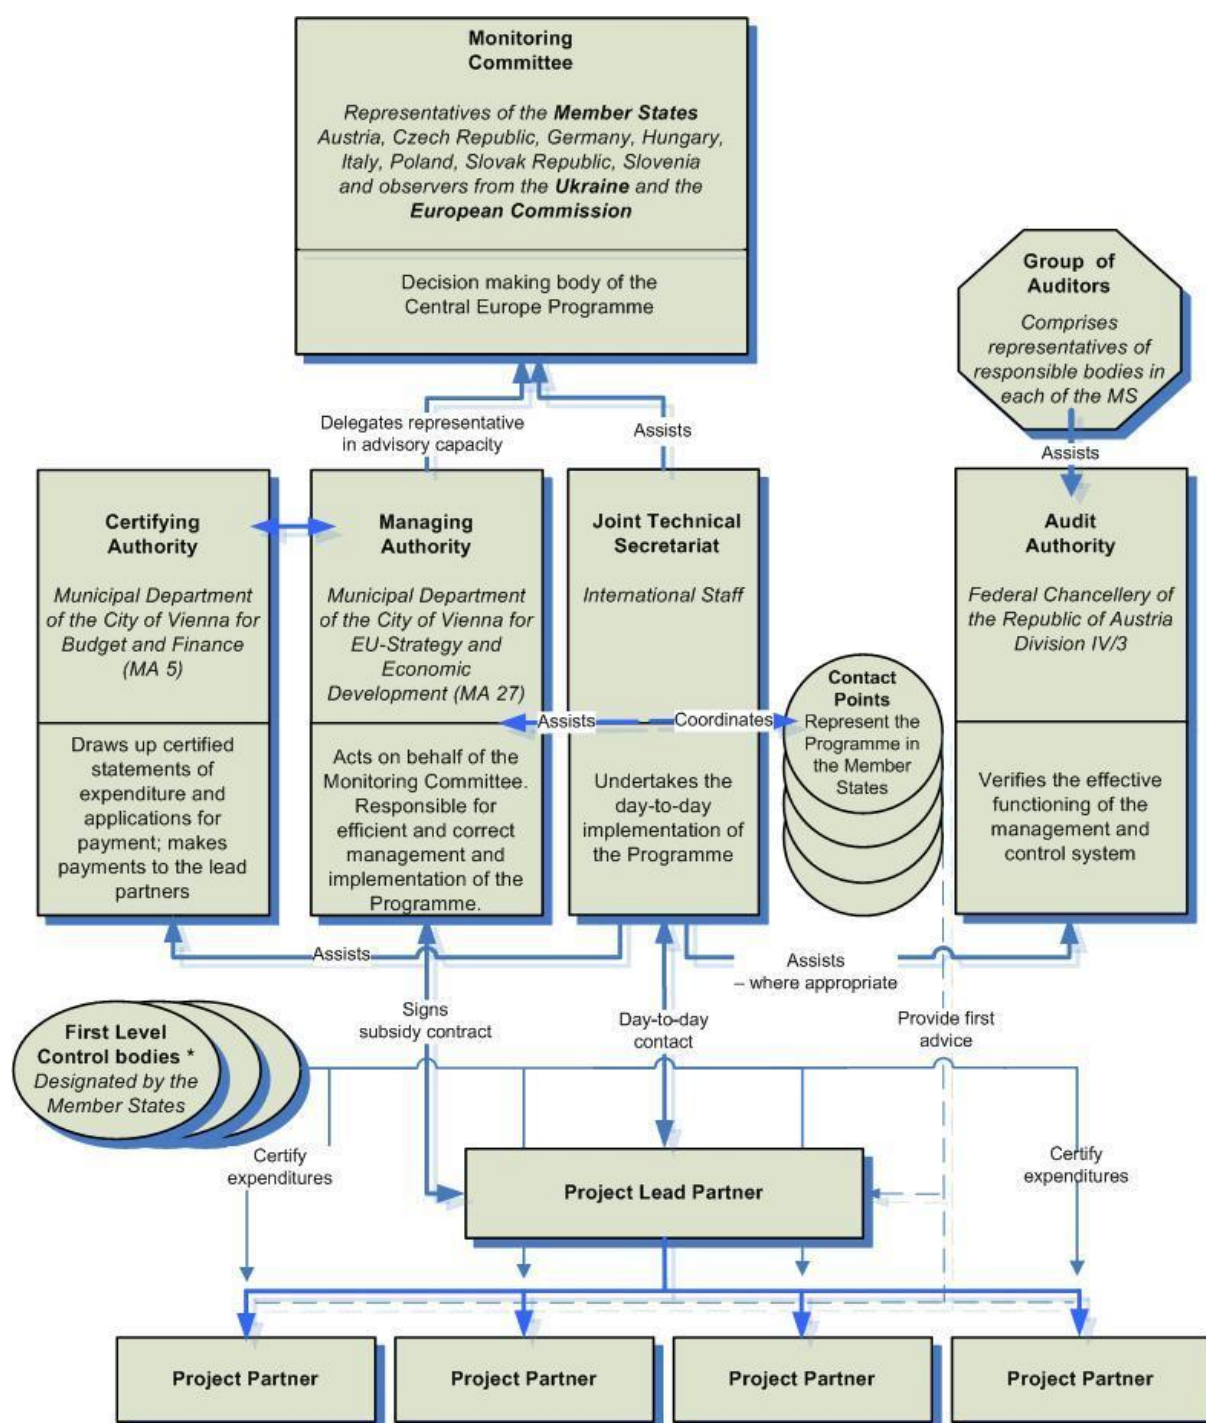 Monitoring
Committee
Representatives of the Member States
Austria, Czech Republic, Germany, Hungary,
Italy, Poland, Slovak Republic, Slovenia
and observers from the Ukraine and the
European Commission
Decision making body of the
Central Europe Programme
Group of
Auditors
Comprises
representatives of
responsible bodies in
each of the MS
Delegates representative
in advisory capacity
Assists
Assists
Certifying
Authority
Municipal Department
of the City of Vienna for
Budget and Finance
(MA 5)
Draws up certified
statements of
expenditure and
applications for
payment; makes
payments to the lead
partners
Managing
Authority
Municipal Department
of the City of Vienna for
EU-Strategy and
Economic
Development (MA 27)
Acts on behalf of the
Monitoring Committee.
Responsible for
efficient and correct
management and
implementation of the
Programme.
Joint Technical
Secretariat
International Staff
Assists
Coordinates
Undertakes the
day-to-day
implementation of
the Programme
Contact
Points
Represent the
Programme in
the Member
States
Audit
Authority
Federal Chancellery of
the Republic of Austria
Division IV/3
Verifies the effective
functioning of the
management and
control system
Assists
Assists
– where appropriate
Signs
subsidy contract
Day-to-day
contact
Provide first
advice
First Level
Control bodies *
Designated by the
Member States
Certify
expenditures
Certify
expenditures
Project Lead Partner
Project Partner
Project Partner
Project Partner
Project Partner